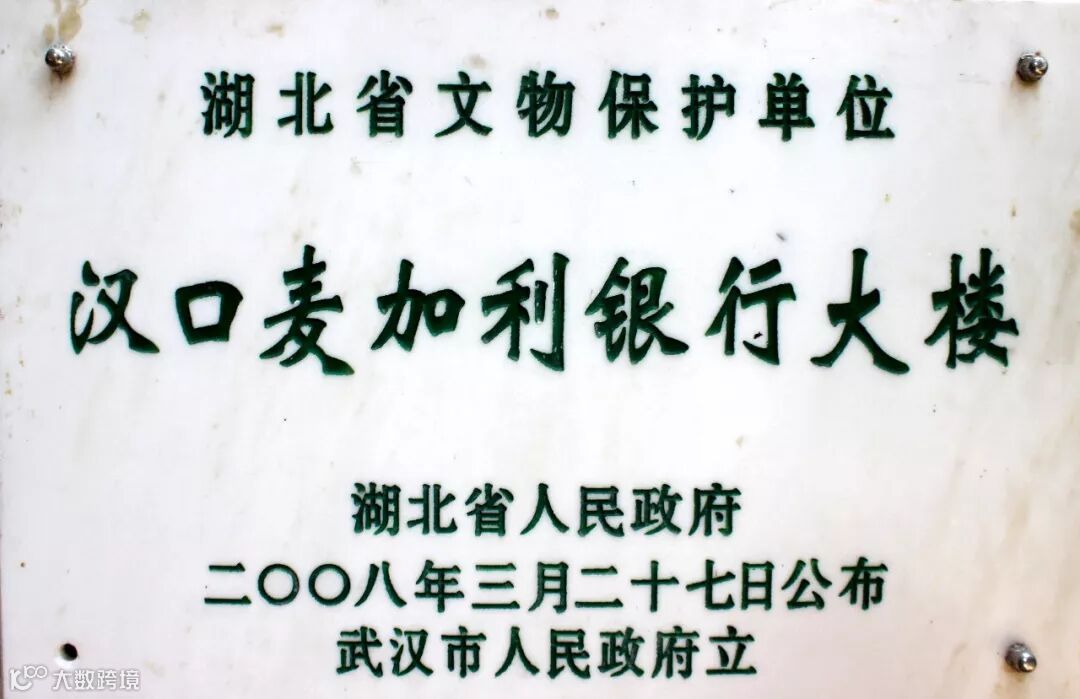 湖北省文物保护单位
汉口麦加利银行大楼
湖北省人民政府
二〇〇八年三月二十七日公布
武汉市人民政府立
大数跨境